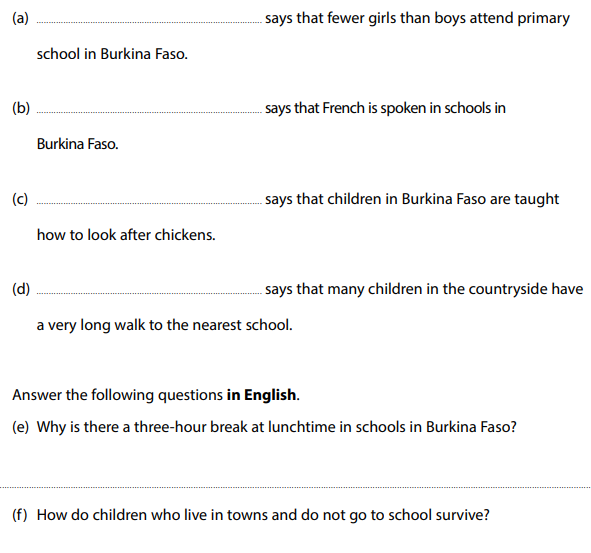 (a) ........................ says that fewer girls than boys attend primary
school in Burkina Faso.
(b) ........................ says that French is spoken in schools in
Burkina Faso.
(c) ........................ says that children in Burkina Faso are taught
how to look after chickens.
(d) ........................ says that many children in the countryside have
a very long walk to the nearest school.
Answer the following questions in English.
(e) Why is there a three-hour break at lunchtime in schools in Burkina Faso?
(f) How do children who live in towns and do not go to school survive?